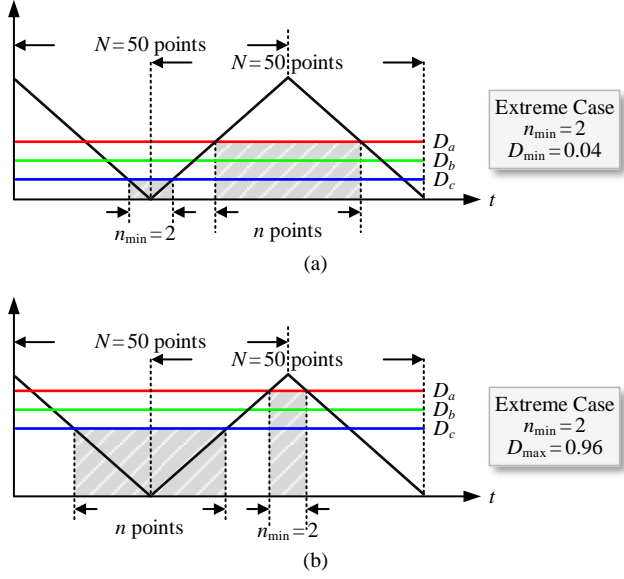 N = 50 points
N = 50 points
D_a
D_b
D_c
t
n_min = 2
n points
Extreme Case
n_min = 2
D_min = 0.04
(a)
N = 50 points
N = 50 points
D_a
D_b
D_c
t
n points
n_min = 2
Extreme Case
n_min = 2
D_max = 0.96
(b)